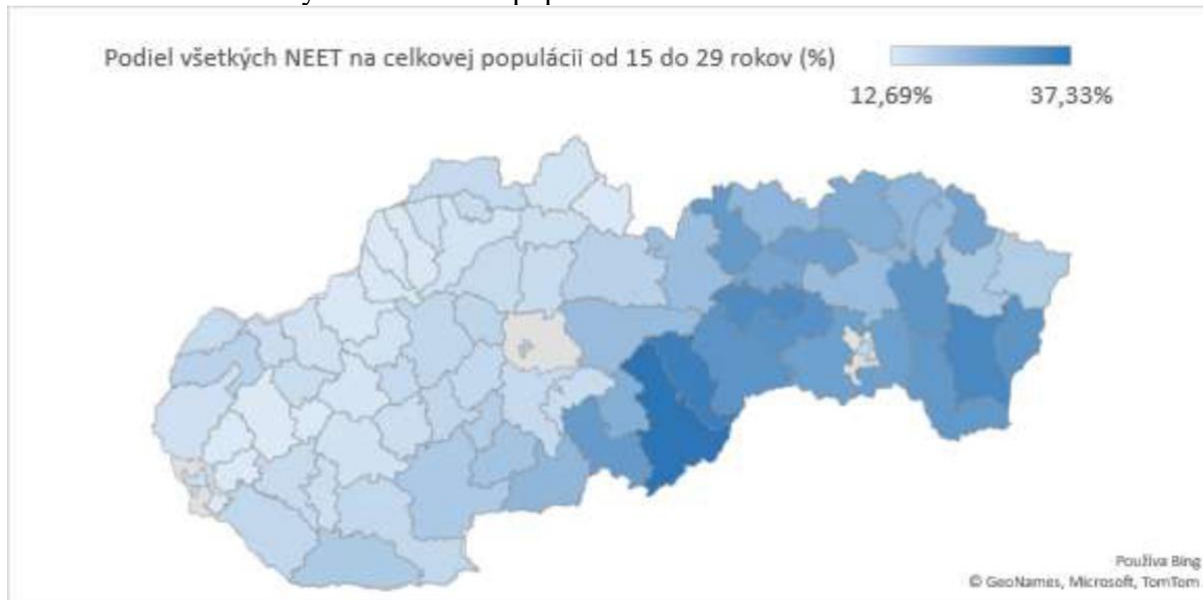 Podiel všetkých NEET na celkovej populácii od 15 do 29 rokov (%)
12,69% 37,33%
Používa Bing
© GeoNames, Microsoft, TomTom